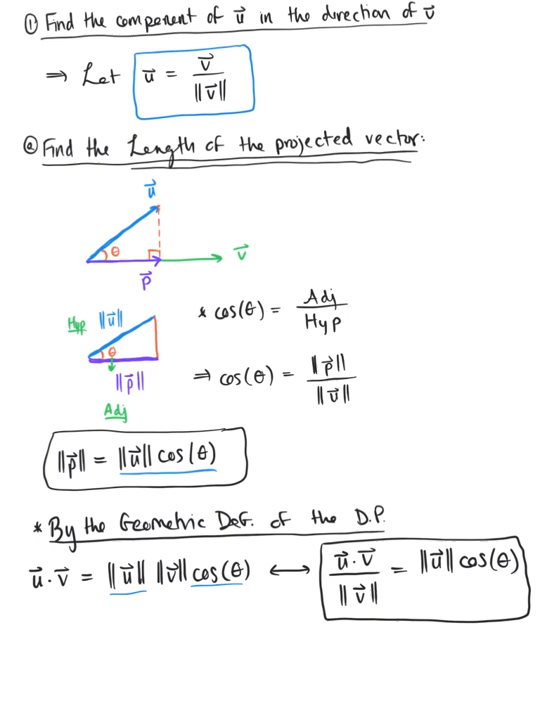 ① Find the component of u⃗ in the direction of v⃗
⇒ Let u⃗ = v⃗ / ‖v⃗‖
② Find the Length of the projected vector:
u⃗
θ
v⃗
p⃗
Hyp ‖u⃗‖
θ
‖p⃗‖
Adj
* cos(θ) = Adj / Hyp
⇒ cos(θ) = ‖p⃗‖ / ‖u⃗‖
‖p⃗‖ = ‖u⃗‖ cos(θ)
* By the Geometric Def. of the D.P.
u⃗·v⃗ = ‖u⃗‖ ‖v⃗‖ cos(θ) ⟷ u⃗·v⃗ / ‖v⃗‖ = ‖u⃗‖ cos(θ)